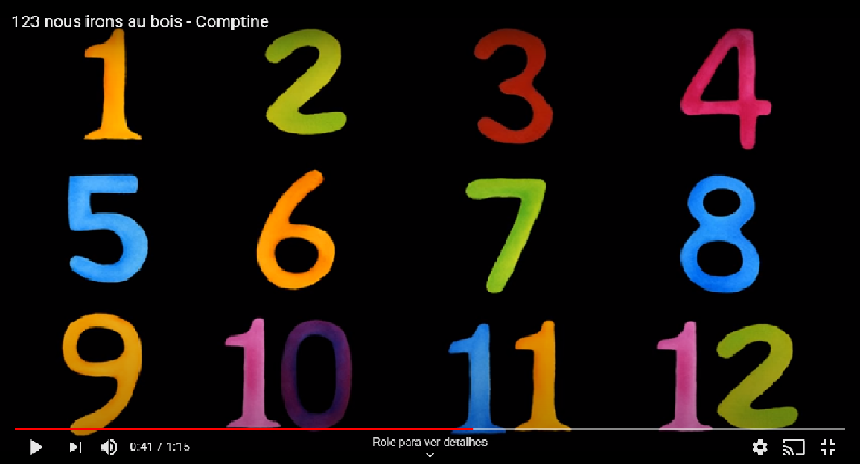 123 nous irons au bois - Comptine
1 2 3 4
5 6 7 8
9 10 11 12
0:41 / 1:15
Role para ver detalhes